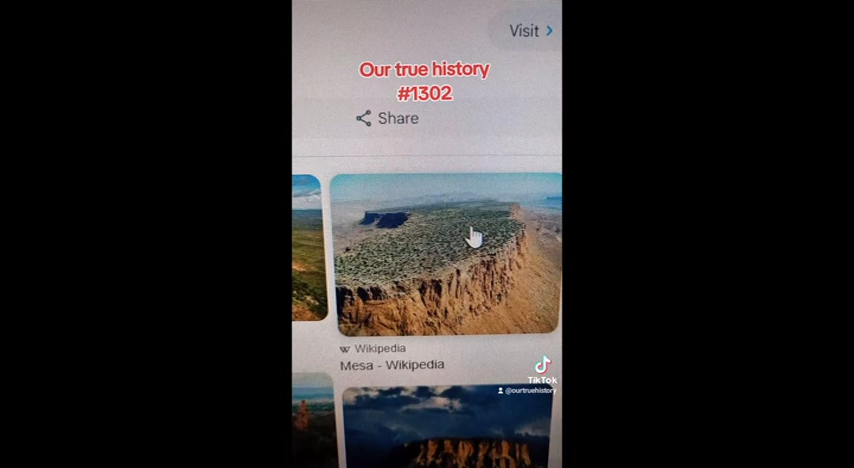 Visit
Our true history
#1302
Share
Wikipedia
Mesa - Wikipedia
TikTok
@ourtruehistory